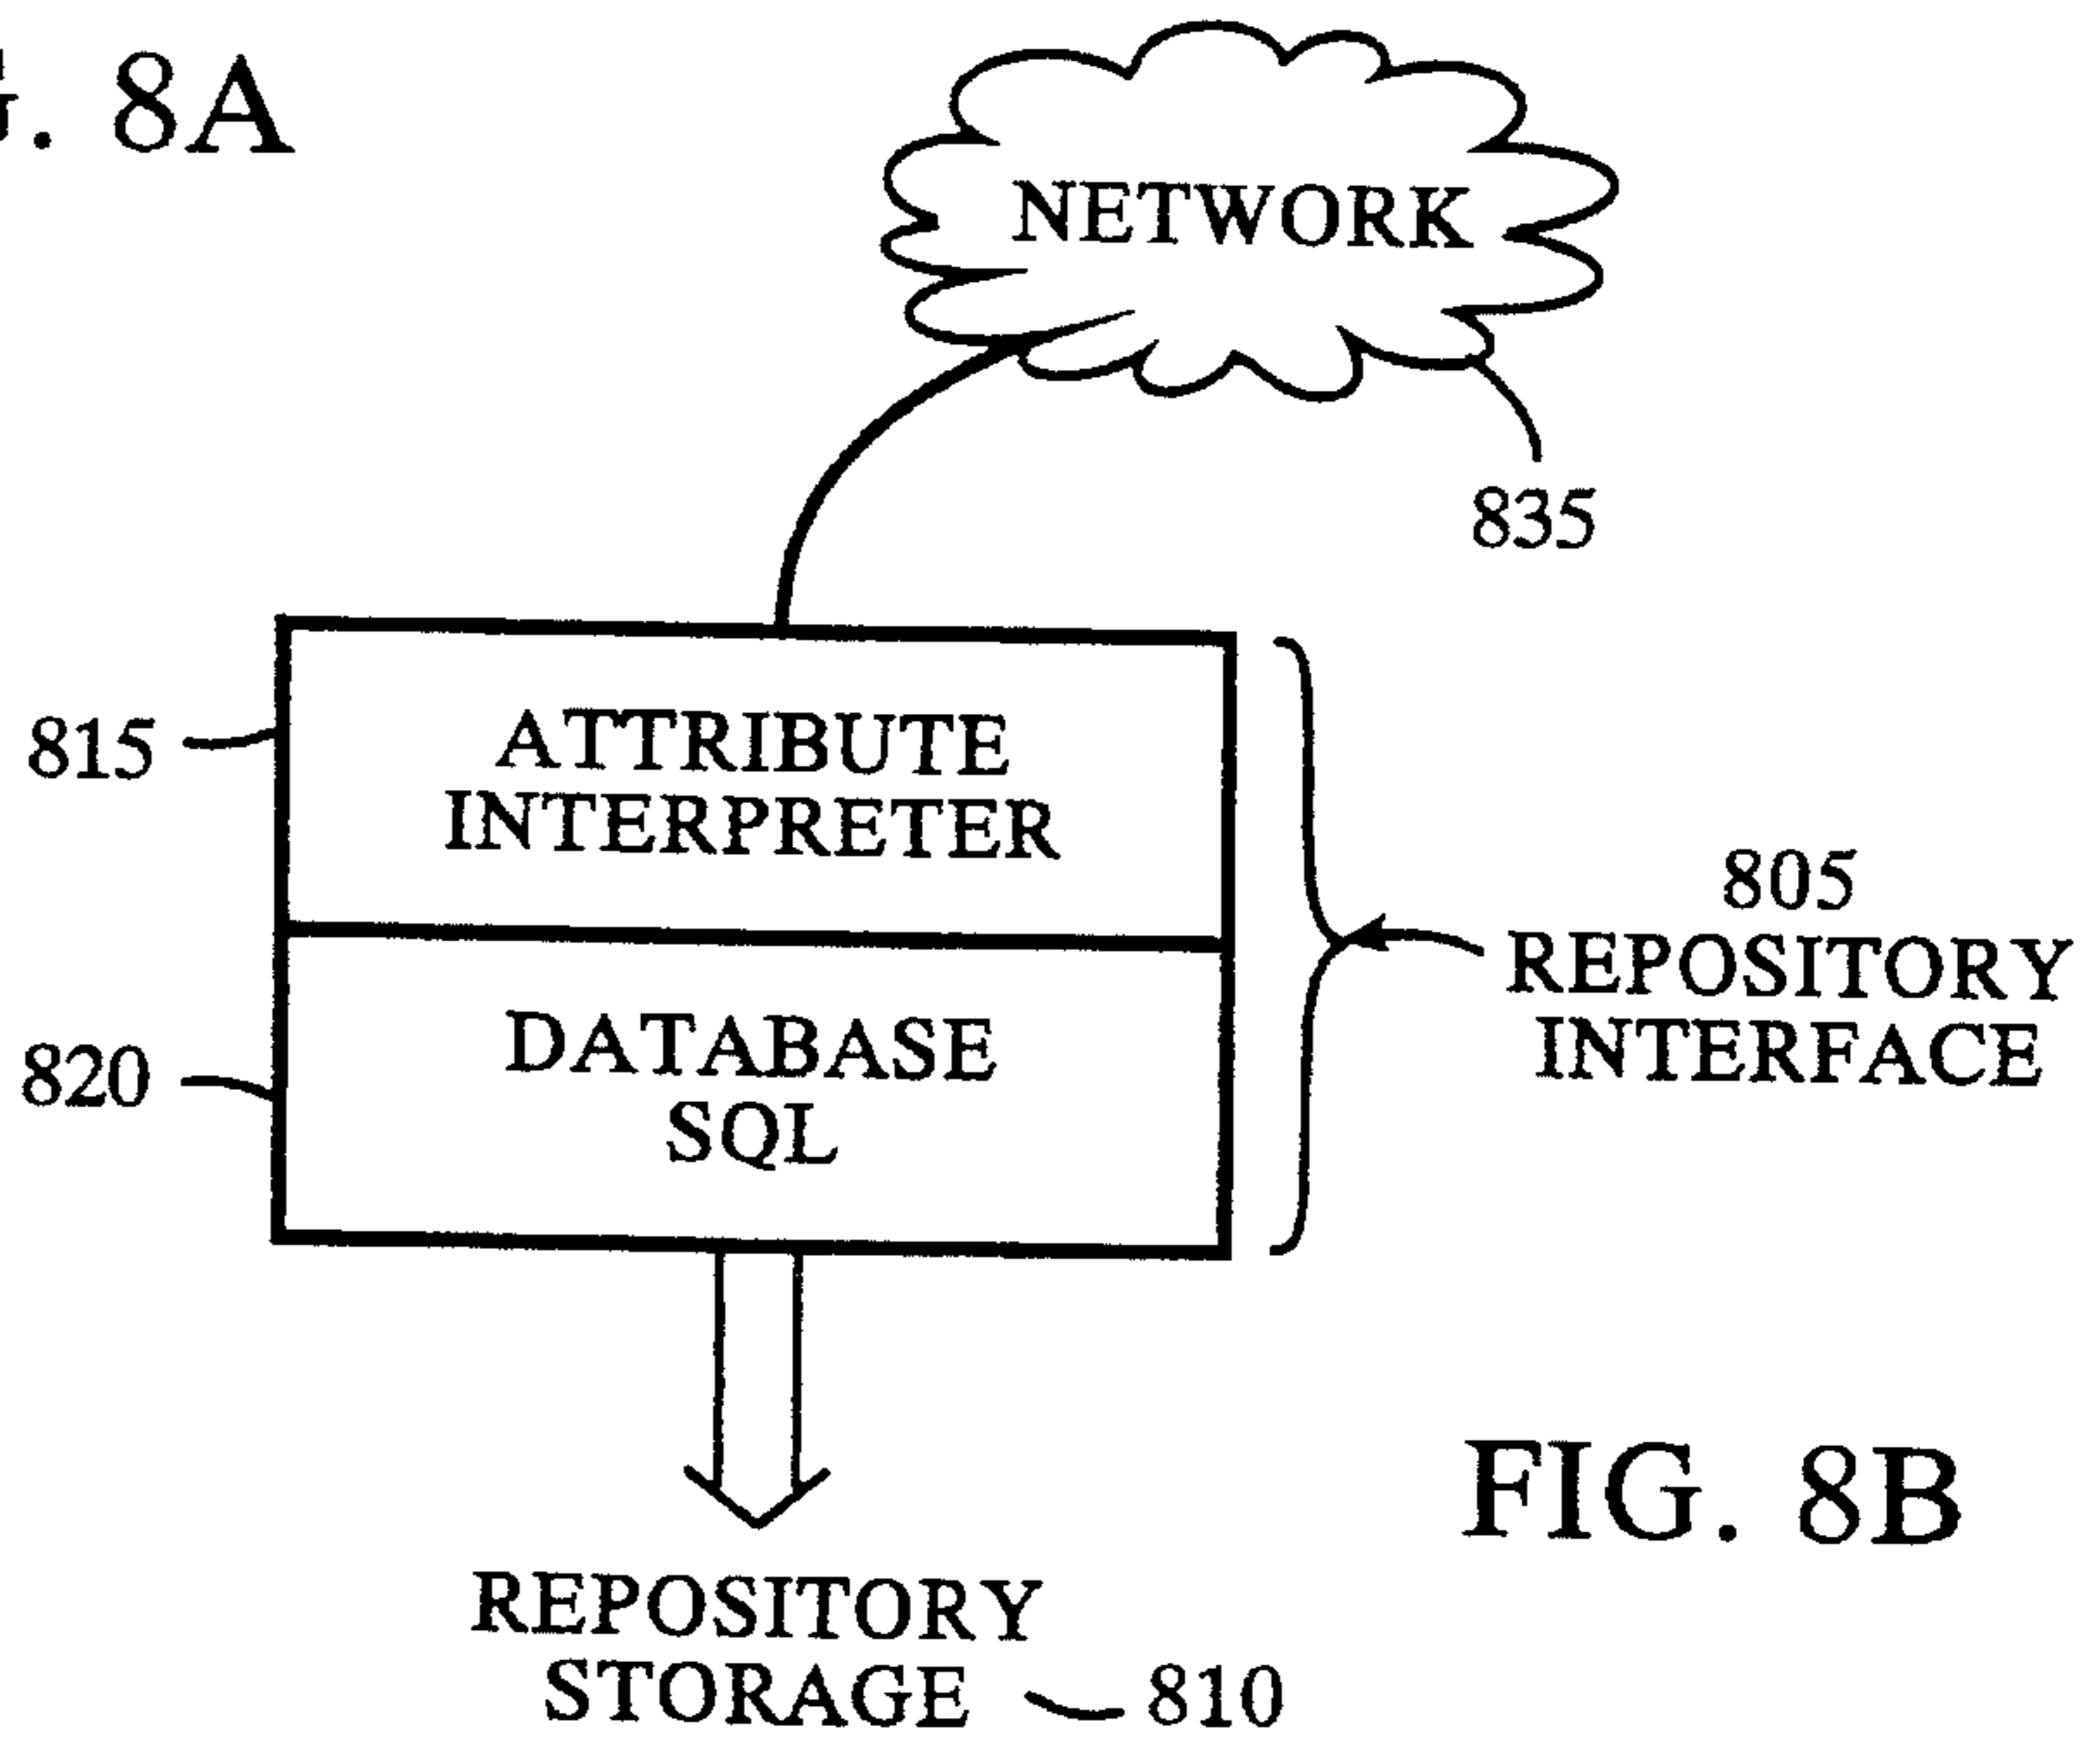 . 8A
NETWORK
835
815
ATTRIBUTE
INTERPRETER
805
REPOSITORY
INTERFACE
820
DATABASE
SQL
FIG. 8B
REPOSITORY
STORAGE
810